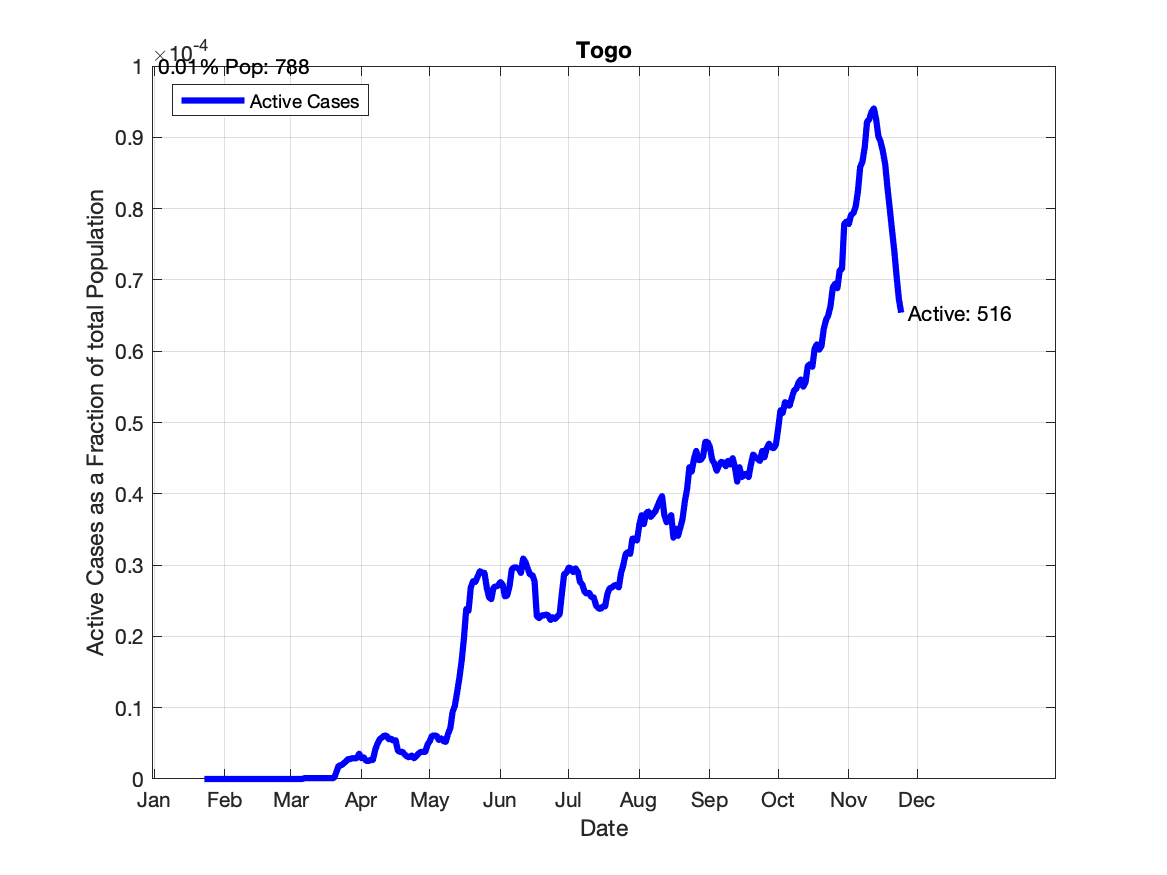 Togo
×10-4
0.01% Pop: 788
Active Cases
Active: 516
Active Cases as a Fraction of total Population
1
0.9
0.8
0.7
0.6
0.5
0.4
0.3
0.2
0.1
0
Jan Feb Mar Apr May Jun Jul Aug Sep Oct Nov Dec
Date